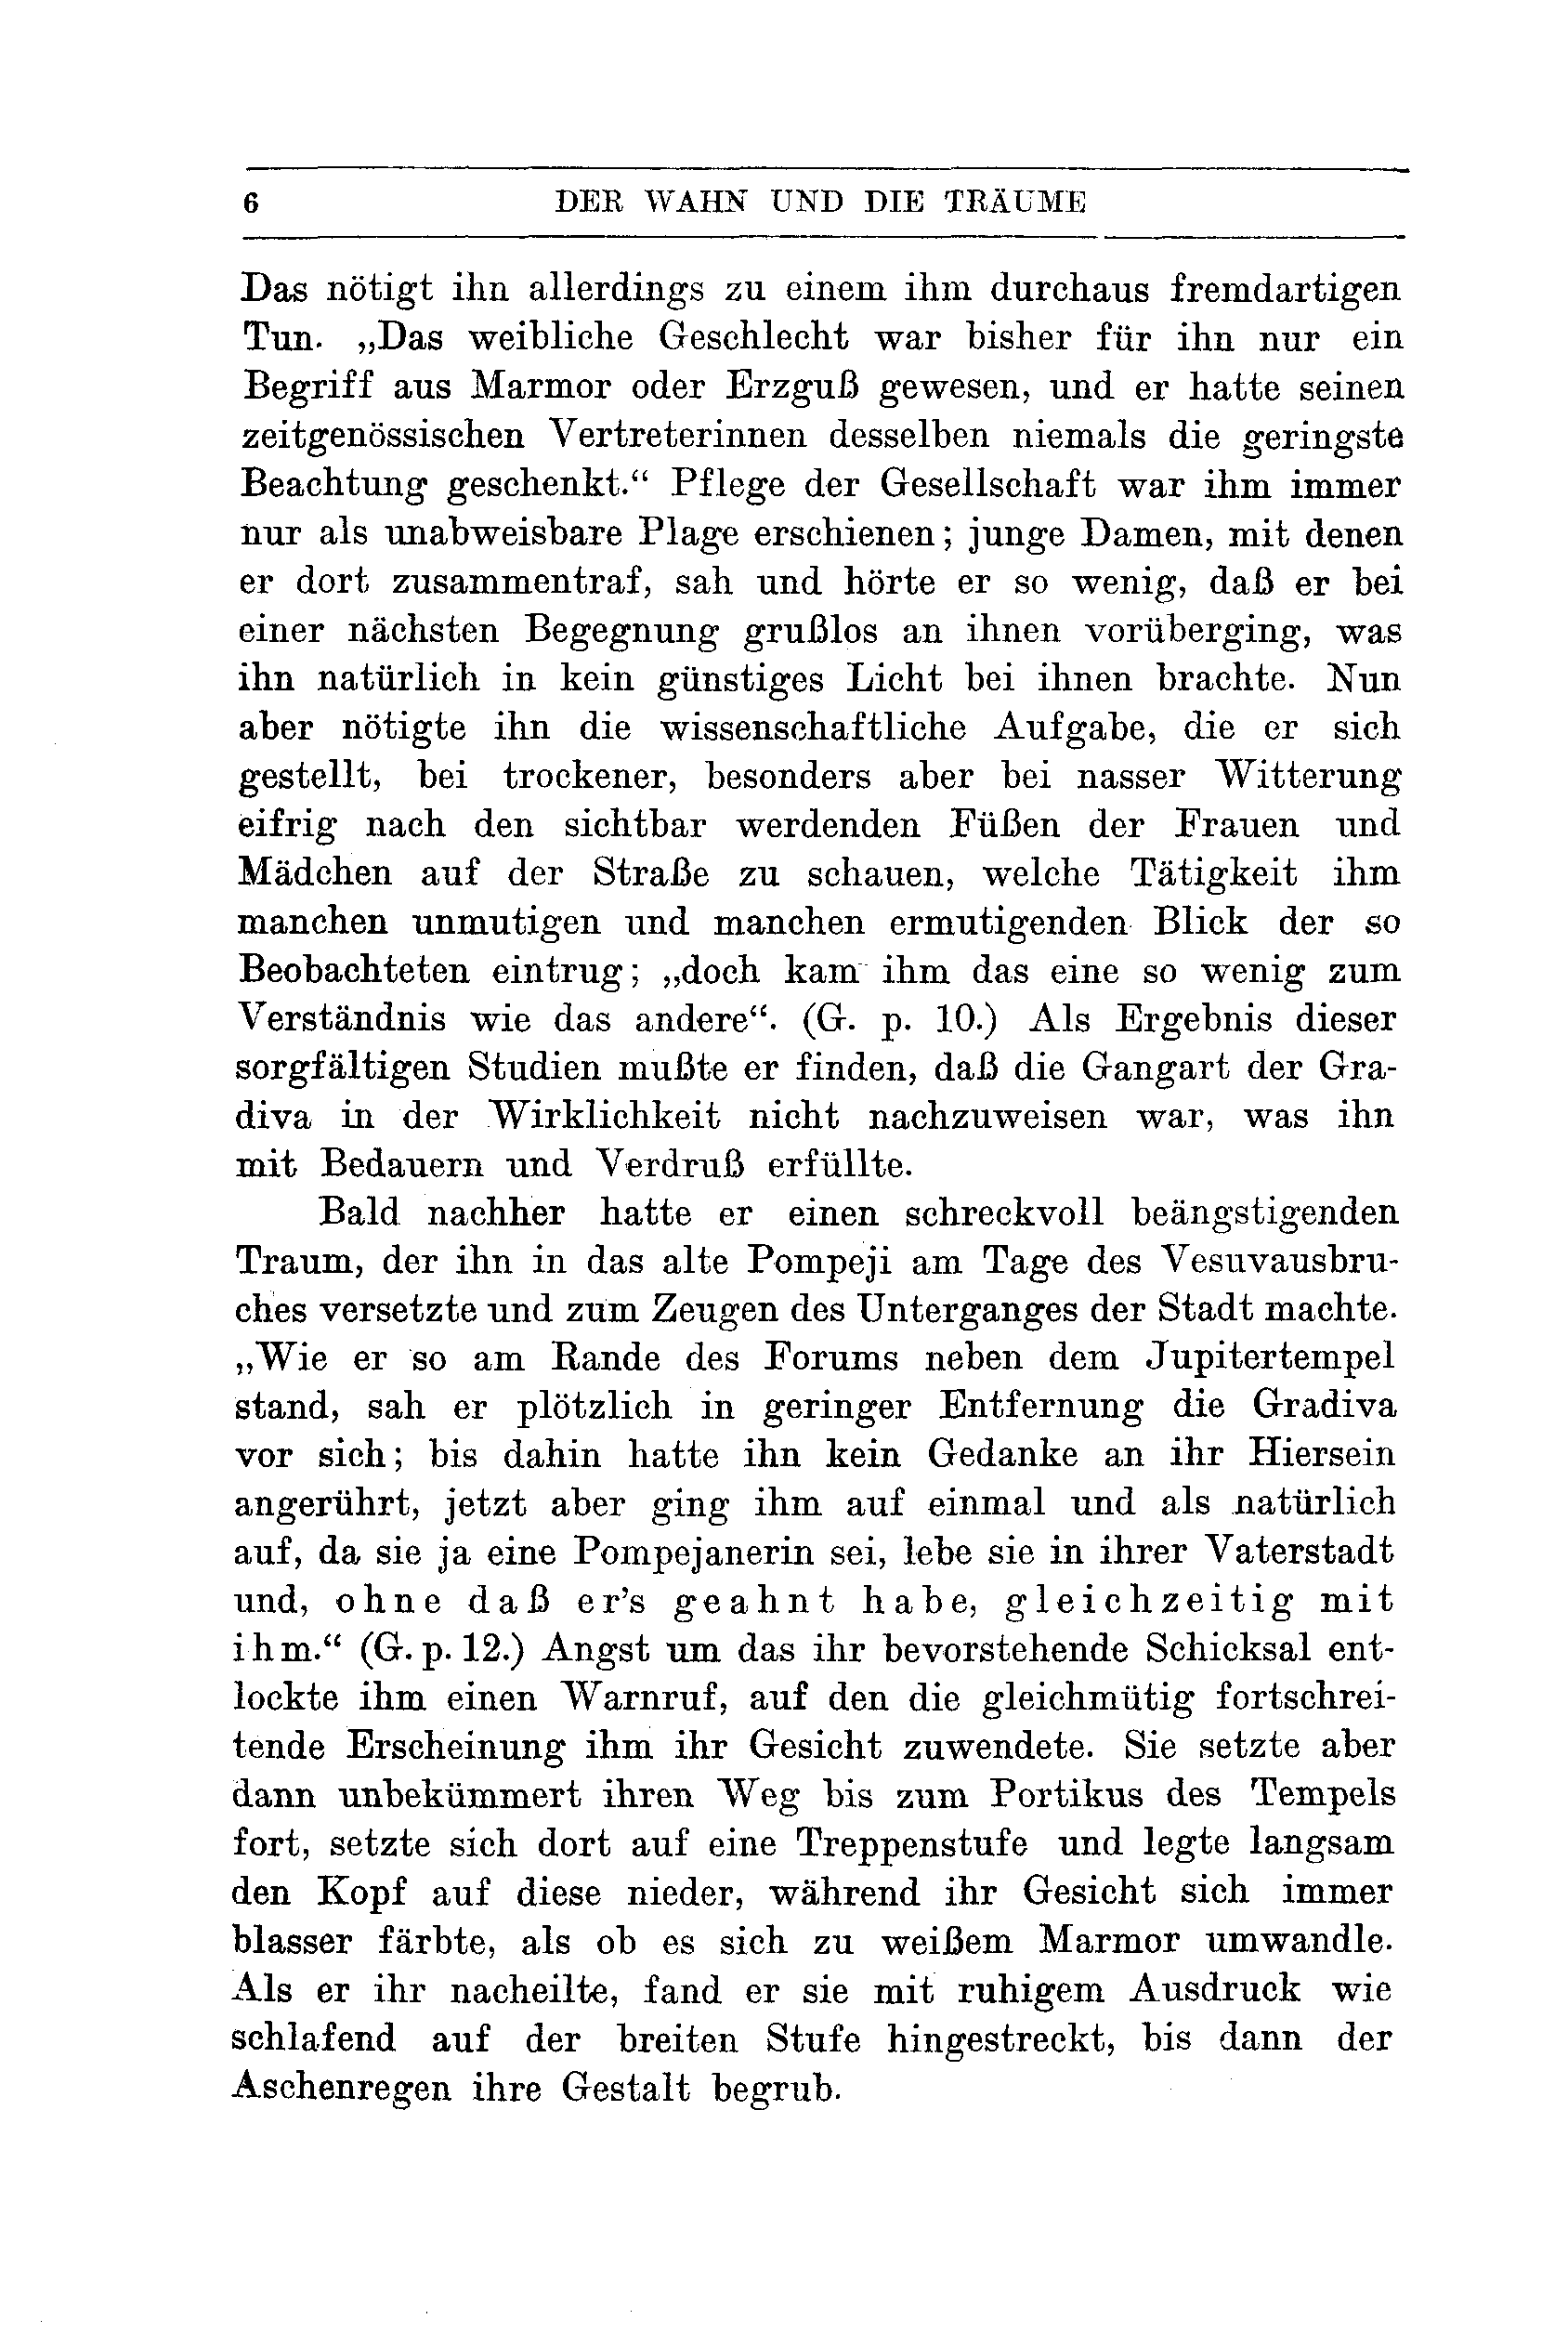 6 DER WAHN UND DIE TRÄUME
Das nötigt ihn allerdings zu einem ihm durchaus fremdartigen
Tun. „Das weibliche Geschlecht war bisher für ihn nur ein
Begriff aus Marmor oder Erzguß gewesen, und er hatte seinen
zeitgenössischen Vertreterinnen desselben niemals die geringste
Beachtung geschenkt.“ Pflege der Gesellschaft war ihm immer
nur als unabweisbare Plage erschienen; junge Damen, mit denen
er dort zusammentraf, sah und hörte er so wenig, daß er bei
einer nächsten Begegnung grußlos an ihnen vorüberging, was
ihn natürlich in kein günstiges Licht bei ihnen brachte. Nun
aber nötigte ihn die wissenschaftliche Aufgabe, die er sich
gestellt, bei trockener, besonders aber bei nasser Witterung
eifrig nach den sichtbar werdenden Füßen der Frauen und
Mädchen auf der Straße zu schauen, welche Tätigkeit ihm
manchen unmutigen und manchen ermutigenden Blick der so
Beobachteten eintrug; „doch kam ihm das eine so wenig zum
Verständnis wie das andere“. (G. p. 10.) Als Ergebnis dieser
sorgfältigen Studien mußte er finden, daß die Gangart der Gra-
diva in der Wirklichkeit nicht nachzuweisen war, was ihn
mit Bedauern und Verdruß erfüllte.
Bald nachher hatte er einen schreckvoll beängstigenden
Traum, der ihn in das alte Pompeji am Tage des Vesuvausbru-
ches versetzte und zum Zeugen des Unterganges der Stadt machte.
„Wie er so am Rande des Forums neben dem Jupitertempel
stand, sah er plötzlich in geringer Entfernung die Gradiva
vor sich; bis dahin hatte ihn kein Gedanke an ihr Hiersein
angerührt, jetzt aber ging ihm auf einmal und als natürlich
auf, da sie ja eine Pompejanerin sei, lebe sie in ihrer Vaterstadt
und, ohne daß er’s geahnt habe, gleichzeitig mit
ihm.“ (G. p. 12.) Angst um das ihr bevorstehende Schicksal ent-
lockte ihm einen Warnruf, auf den die gleichmütig fortschrei-
tende Erscheinung ihm ihr Gesicht zuwendete. Sie setzte aber
dann unbekümmert ihren Weg bis zum Portikus des Tempels
fort, setzte sich dort auf eine Treppenstufe und legte langsam
den Kopf auf diese nieder, während ihr Gesicht sich immer
blasser färbte, als ob es sich zu weißem Marmor umwandle.
Als er ihr nacheilte, fand er sie mit ruhigem Ausdruck wie
schlafend auf der breiten Stufe hingestreckt, bis dann der
Aschenregen ihre Gestalt begrub.